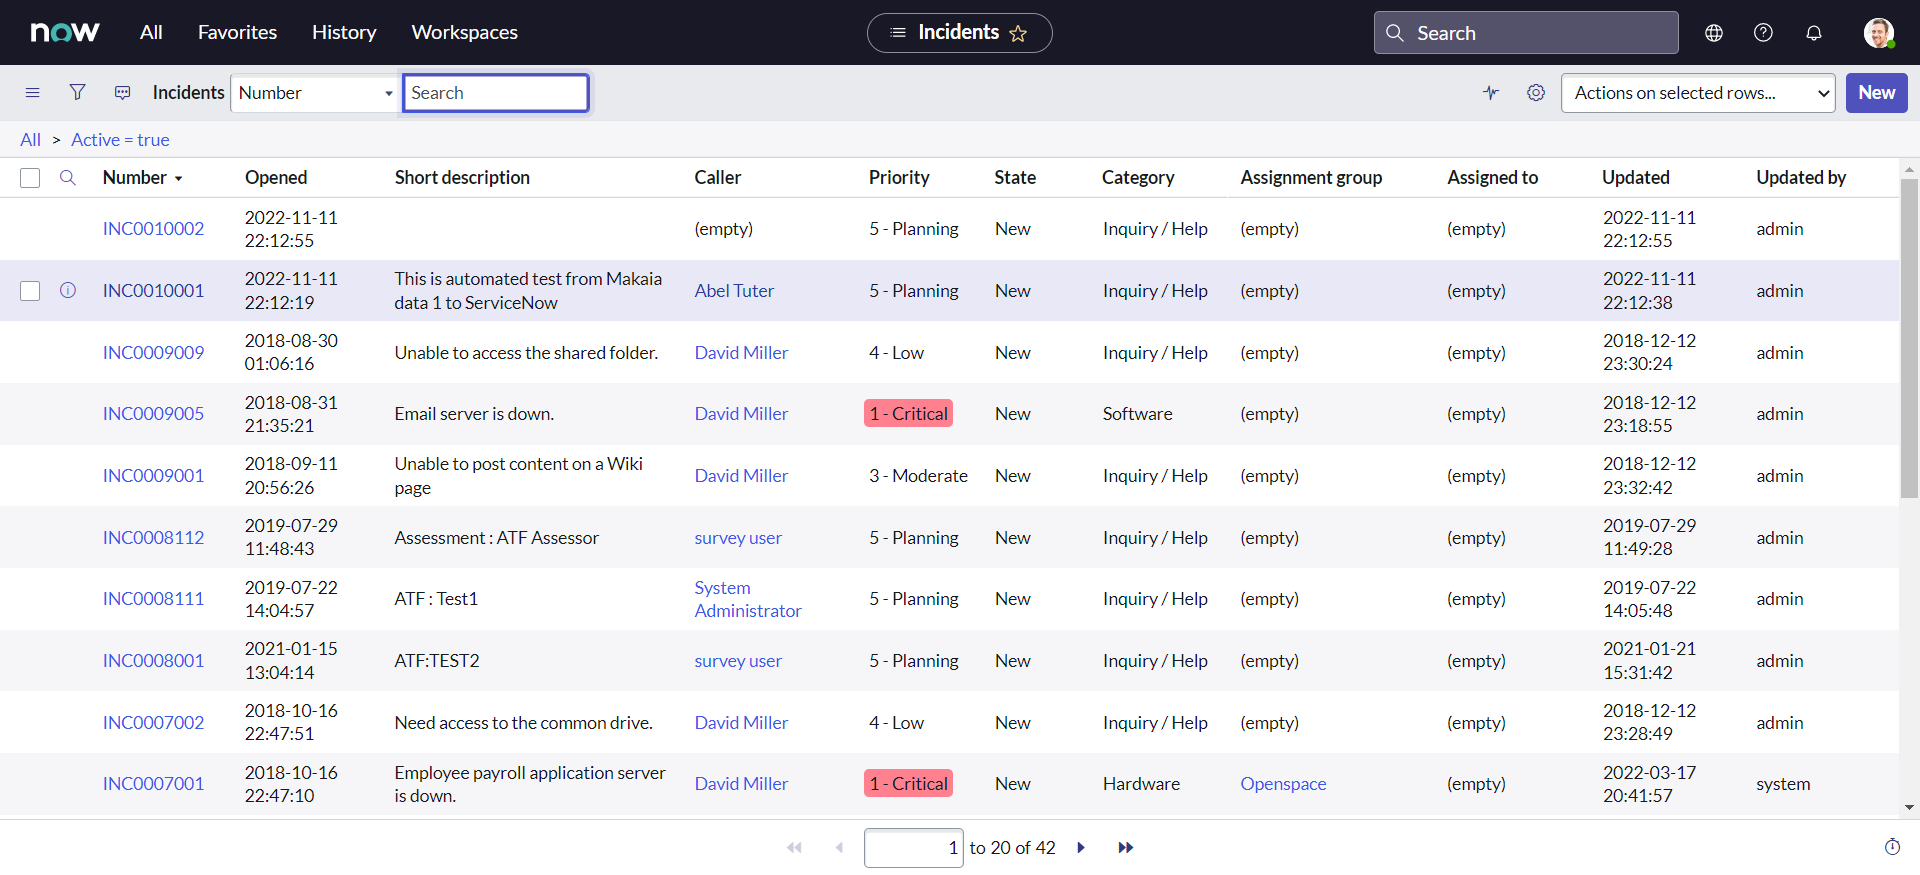 now All Favorites History Workspaces Incidents Search
Incidents Number Search Actions on selected rows... New
All > Active = true
Number Opened Short description Caller Priority State Category Assignment group Assigned to Updated Updated by
INC0010002 2022-11-11 22:12:55 (empty) 5 - Planning New Inquiry / Help (empty) (empty) 2022-11-11 22:12:55 admin
INC0010001 2022-11-11 22:12:19 This is automated test from Makaia data 1 to ServiceNow Abel Tuter 5 - Planning New Inquiry / Help (empty) (empty) 2022-11-11 22:12:38 admin
INC0009009 2018-08-30 01:06:16 Unable to access the shared folder. David Miller 4 - Low New Inquiry / Help (empty) (empty) 2018-12-12 23:30:24 admin
INC0009005 2018-08-31 21:35:21 Email server is down. David Miller 1 - Critical New Software (empty) (empty) 2018-12-12 23:18:55 admin
INC0009001 2018-09-11 20:56:26 Unable to post content on a Wiki page David Miller 3 - Moderate New Inquiry / Help (empty) (empty) 2018-12-12 23:32:42 admin
INC0008112 2019-07-29 11:48:43 Assessment : ATF Assessor survey user 5 - Planning New Inquiry / Help (empty) (empty) 2019-07-29 11:49:28 admin
INC0008111 2019-07-22 14:04:57 ATF : Test1 System Administrator 5 - Planning New Inquiry / Help (empty) (empty) 2019-07-22 14:05:48 admin
INC0008001 2021-01-15 13:04:14 ATF:TEST2 survey user 5 - Planning New Inquiry / Help (empty) (empty) 2021-01-21 15:31:42 admin
INC0007002 2018-10-16 22:47:51 Need access to the common drive. David Miller 4 - Low New Inquiry / Help (empty) (empty) 2018-12-12 23:28:49 admin
INC0007001 2018-10-16 22:47:10 Employee payroll application server is down. David Miller 1 - Critical New Hardware Openspace (empty) 2022-03-17 20:41:57 system
1 to 20 of 42